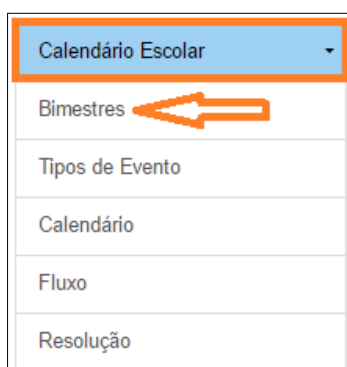 Calendário Escolar
Bimestres
Tipos de Evento
Calendário
Fluxo
Resolução